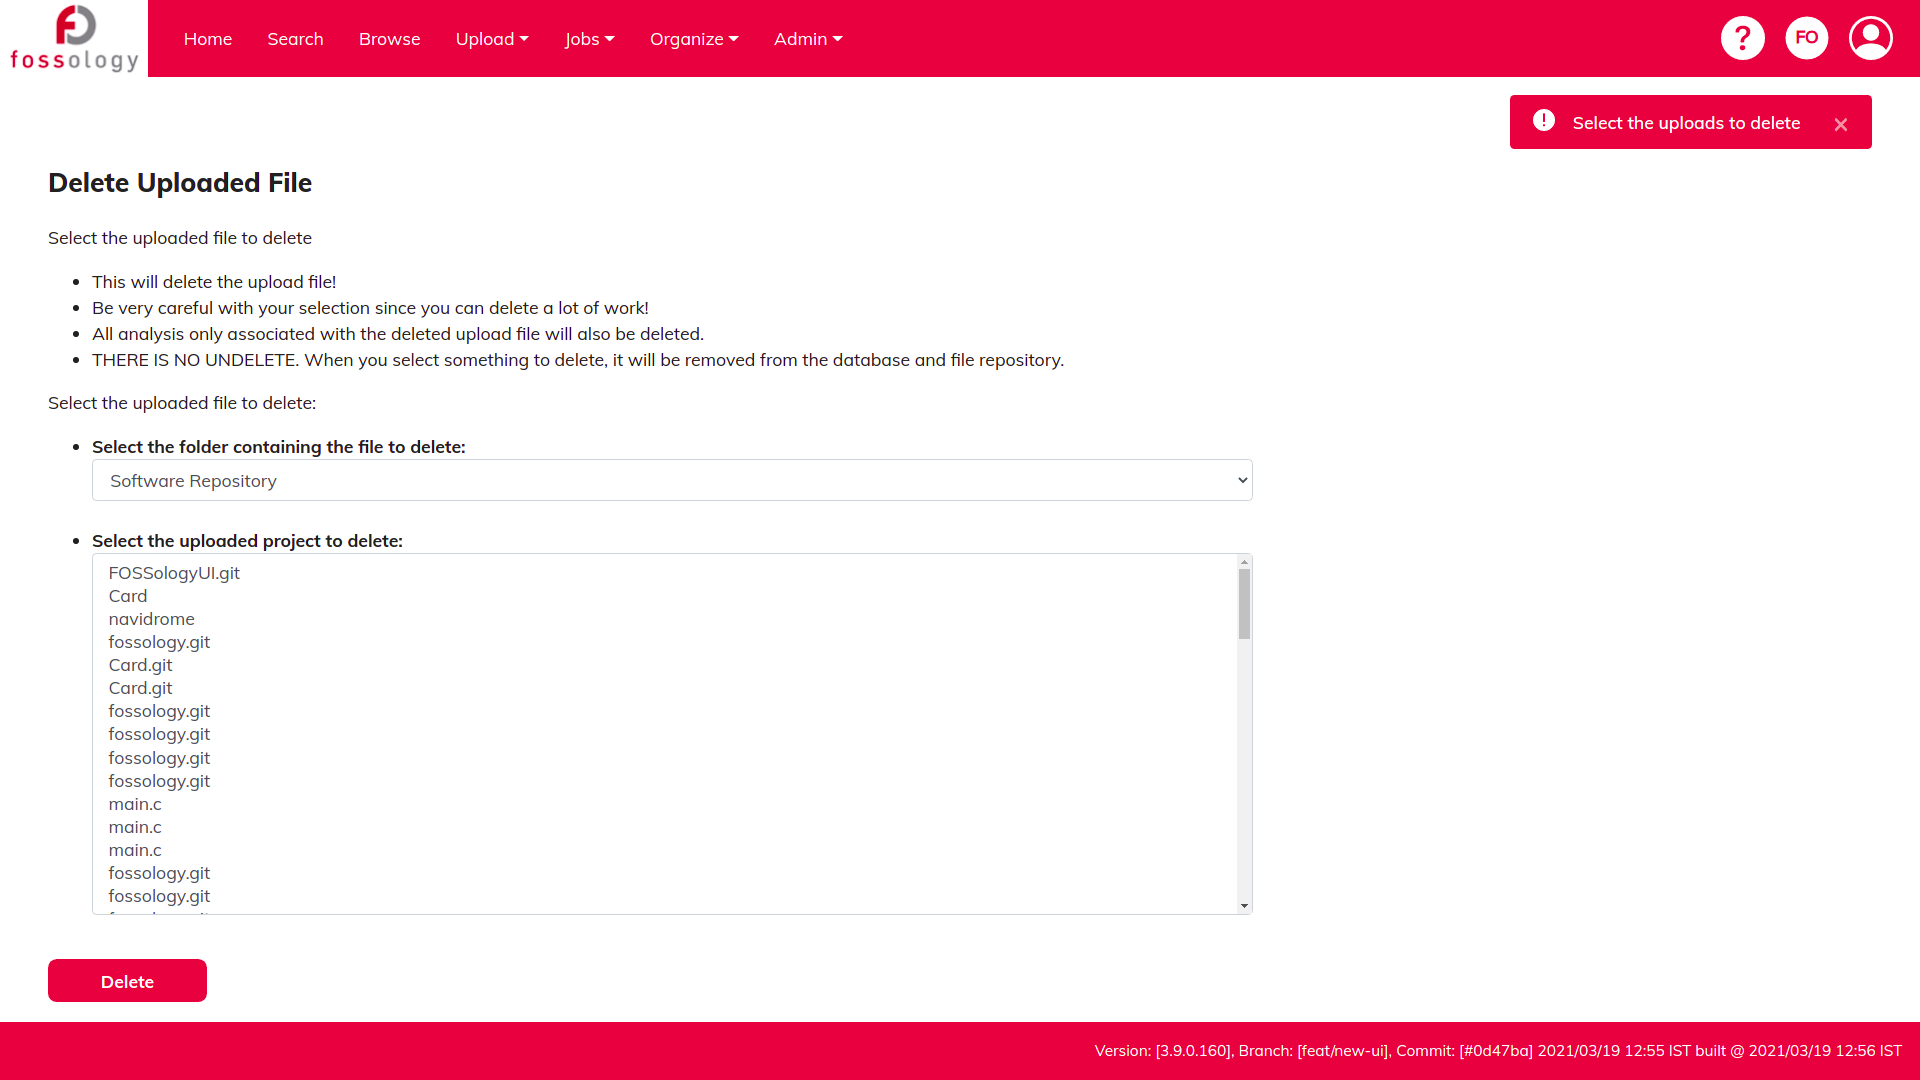 fossology
Home Search Browse Upload Jobs Organize Admin
? FO
Select the uploads to delete ×
Delete Uploaded File
Select the uploaded file to delete
• This will delete the upload file!
• Be very careful with your selection since you can delete a lot of work!
• All analysis only associated with the deleted upload file will also be deleted.
• THERE IS NO UNDELETE. When you select something to delete, it will be removed from the database and file repository.
Select the uploaded file to delete:
• Select the folder containing the file to delete:
Software Repository
• Select the uploaded project to delete:
FOSSologyUI.git
Card
navidrome
fossology.git
Card.git
Card.git
fossology.git
fossology.git
fossology.git
fossology.git
main.c
main.c
main.c
fossology.git
fossology.git
Delete
Version: [3.9.0.160], Branch: [feat/new-ui], Commit: [#0d47ba] 2021/03/19 12:55 IST built @ 2021/03/19 12:56 IST